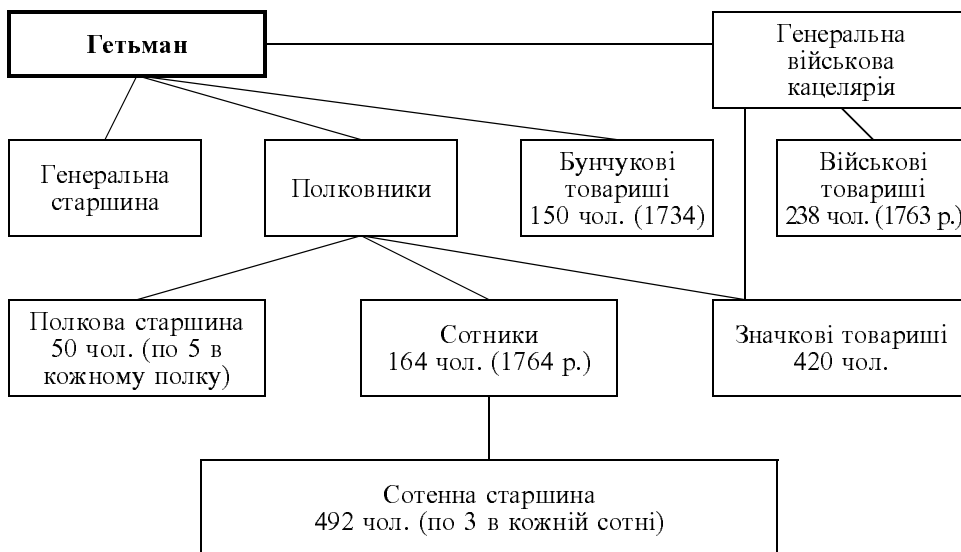 Гетьман
Генеральна
військова
кацелярія
Генеральна
старшина
Полковники
Бунчукові
товариші
150 чол. (1734)
Військові
товариші
238 чол. (1763 р.)
Полкова старшина
50 чол. (по 5 в
кожному полку)
Сотники
164 чол. (1764 р.)
Значкові товариші
420 чол.
Сотенна старшина
492 чол. (по 3 в кожній сотні)